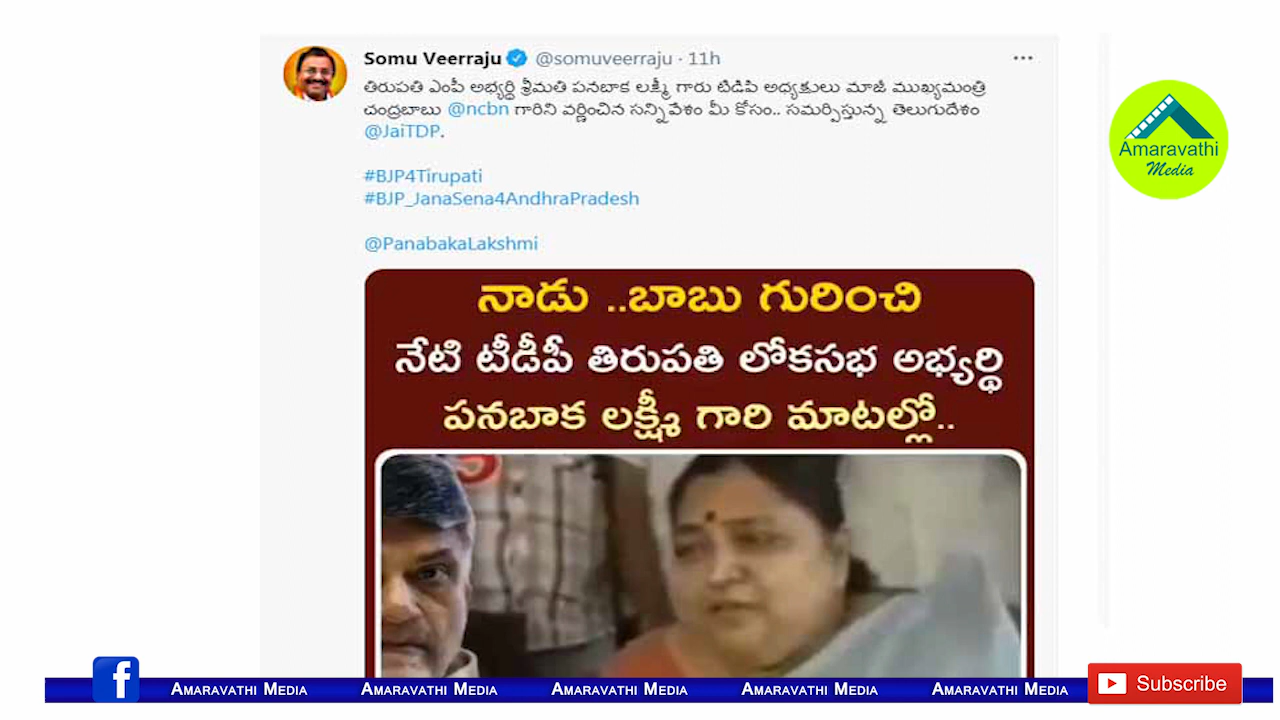 Somu Veerraju @somuveerraju · 11h
తిరుపతి ఎంపీ అభ్యర్ధి శ్రీమతి పనబాక లక్ష్మీ గారు టిడిపి అధ్యక్షులు మాజీ ముఖ్యమంత్రి
చంద్రబాబు @ncbn గారిని వర్ణించిన సన్నివేశం మీ కోసం.. సమర్పిస్తున్న తెలుగుదేశం
@JaiTDP.
#BJP4Tirupati
#BJP_JanaSena4AndhraPradesh
@PanabakaLakshmi
నాడు ..బాబు గురించి
నేటి టీడీపీ తిరుపతి లోకసభ అభ్యర్థి
పనబాక లక్ష్మీ గారి మాటల్లో..
Amaravathi
Media
f
Amaravathi Media Amaravathi Media Amaravathi Media Amaravathi Media Amaravathi Media
Subscribe